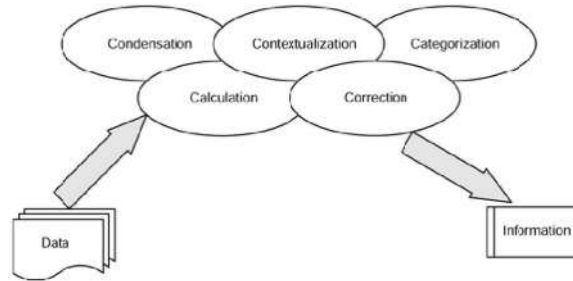 Condensation
Contextualization
Categorization
Calculation
Correction
Data
Information